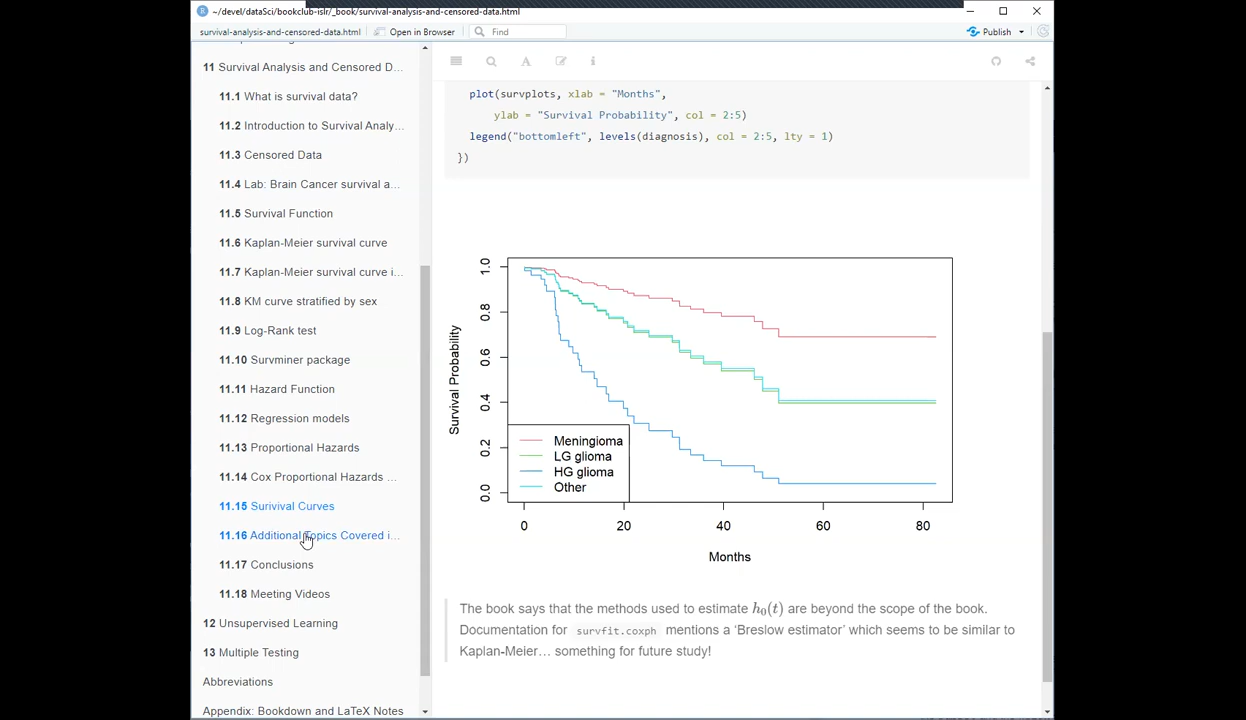 ~/devel/dataSci/bookclub-islr/_book/survival-analysis-and-censored-data.html
survival-analysis-and-censored-data.html
Open in Browser
Find
Publish
11 Survival Analysis and Censored D...
11.1 What is survival data?
11.2 Introduction to Survival Analy...
11.3 Censored Data
11.4 Lab: Brain Cancer survival a...
11.5 Survival Function
11.6 Kaplan-Meier survival curve
11.7 Kaplan-Meier survival curve i...
11.8 KM curve stratified by sex
11.9 Log-Rank test
11.10 Survminer package
11.11 Hazard Function
11.12 Regression models
11.13 Proportional Hazards
11.14 Cox Proportional Hazards ...
11.15 Surivival Curves
11.16 Additional Topics Covered i...
11.17 Conclusions
11.18 Meeting Videos
12 Unsupervised Learning
13 Multiple Testing
Abbreviations
Appendix: Bookdown and LaTeX Notes
plot(survplots, xlab = "Months",
ylab = "Survival Probability", col = 2:5)
legend("bottomleft", levels(diagnosis), col = 2:5, lty = 1)
})
Survival Probability
1.0
0.8
0.6
0.4
0.2
0.0
Meningioma
LG glioma
HG glioma
Other
0 20 40 60 80
Months
The book says that the methods used to estimate h₀(t) are beyond the scope of the book.
Documentation for survfit.coxph mentions a ‘Breslow estimator’ which seems to be similar to
Kaplan-Meier… something for future study!